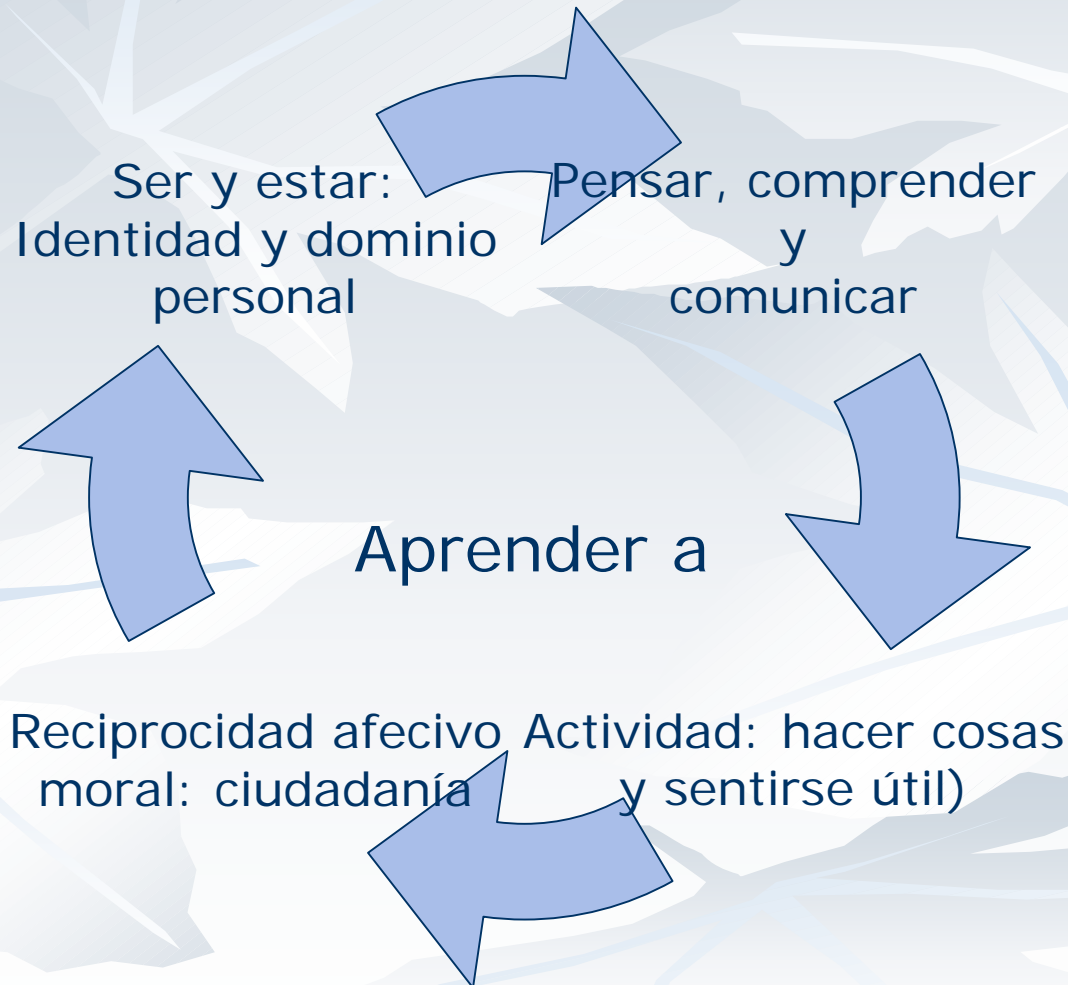 Ser y estar:
Identidad y dominio
personal
Pensar, comprender
y
comunicar
Aprender a
Reciprocidad afecivo
moral: ciudadanía
Actividad: hacer cosas
y sentirse útil)